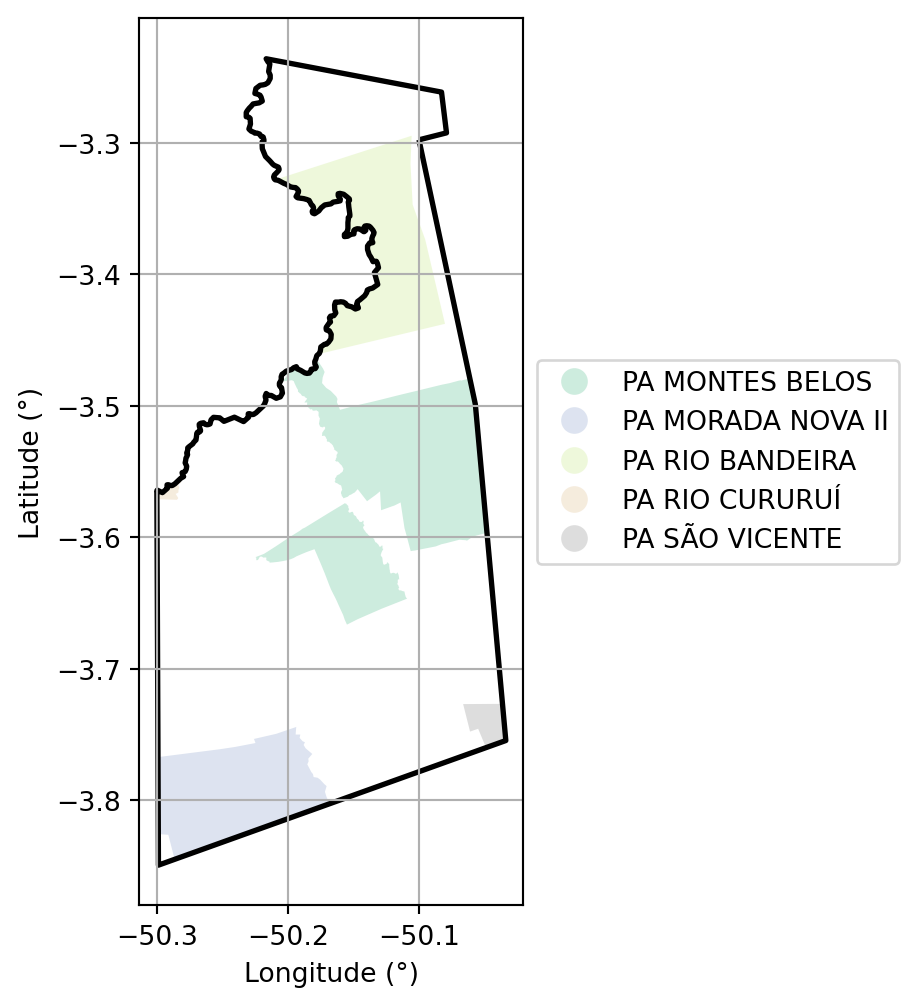 −3.3
−3.4
−3.5
−3.6
−3.7
−3.8
Latitude (°)
−50.3
−50.2
−50.1
Longitude (°)
PA MONTES BELOS
PA MORADA NOVA II
PA RIO BANDEIRA
PA RIO CURURUÍ
PA SÃO VICENTE